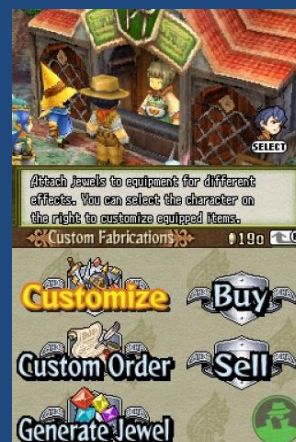 SELECT
Attach jewels to equipment for different
effects. You can select the character on
the right to customize equipped items.
Custom Fabrications
190
Customize
Buy
Custom Order
Sell
Generate Jewel